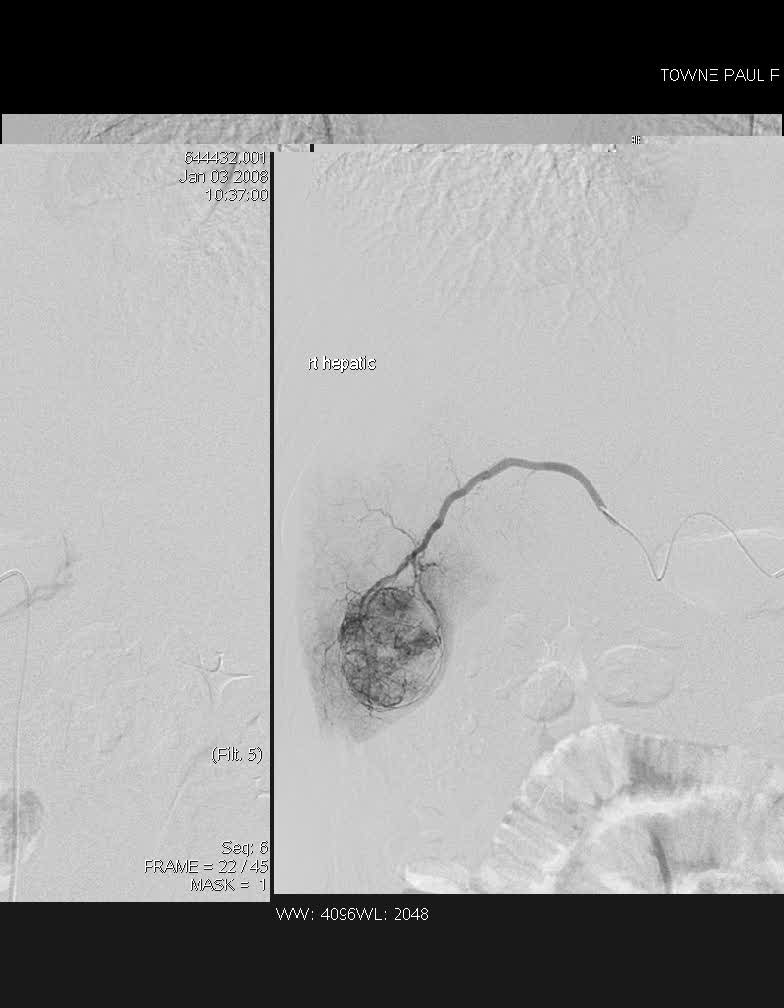 TOWNE PAUL F
644432.001
Jan 03 2008
10:37:00
rt hepatic
(Filt. 5)
Seq: 6
FRAME = 22 / 45
MASK = 1
WW: 4096WL: 2048